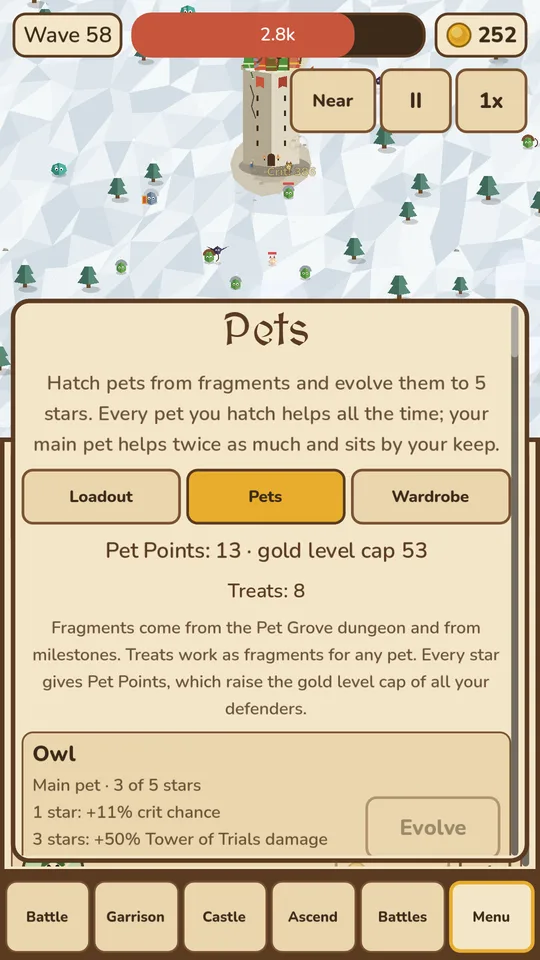 Wave 58
2.8k
252
Near
1x
Pets
Hatch pets from fragments and evolve them to 5
stars. Every pet you hatch helps all the time; your
main pet helps twice as much and sits by your keep.
Loadout
Pets
Wardrobe
Pet Points: 13 · gold level cap 53
Treats: 8
Fragments come from the Pet Grove dungeon and from
milestones. Treats work as fragments for any pet. Every star
gives Pet Points, which raise the gold level cap of all your
defenders.
Owl
Main pet · 3 of 5 stars
1 star: +11% crit chance
3 stars: +50% Tower of Trials damage
Evolve
Battle
Garrison
Castle
Ascend
Battles
Menu